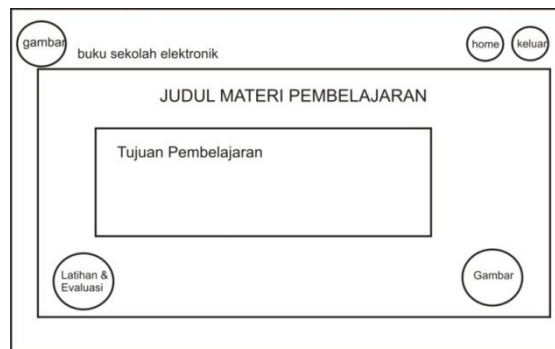 gambar
buku sekolah elektronik
home
keluar
JUDUL MATERI PEMBELAJARAN
Tujuan Pembelajaran
Latihan &
Evaluasi
Gambar